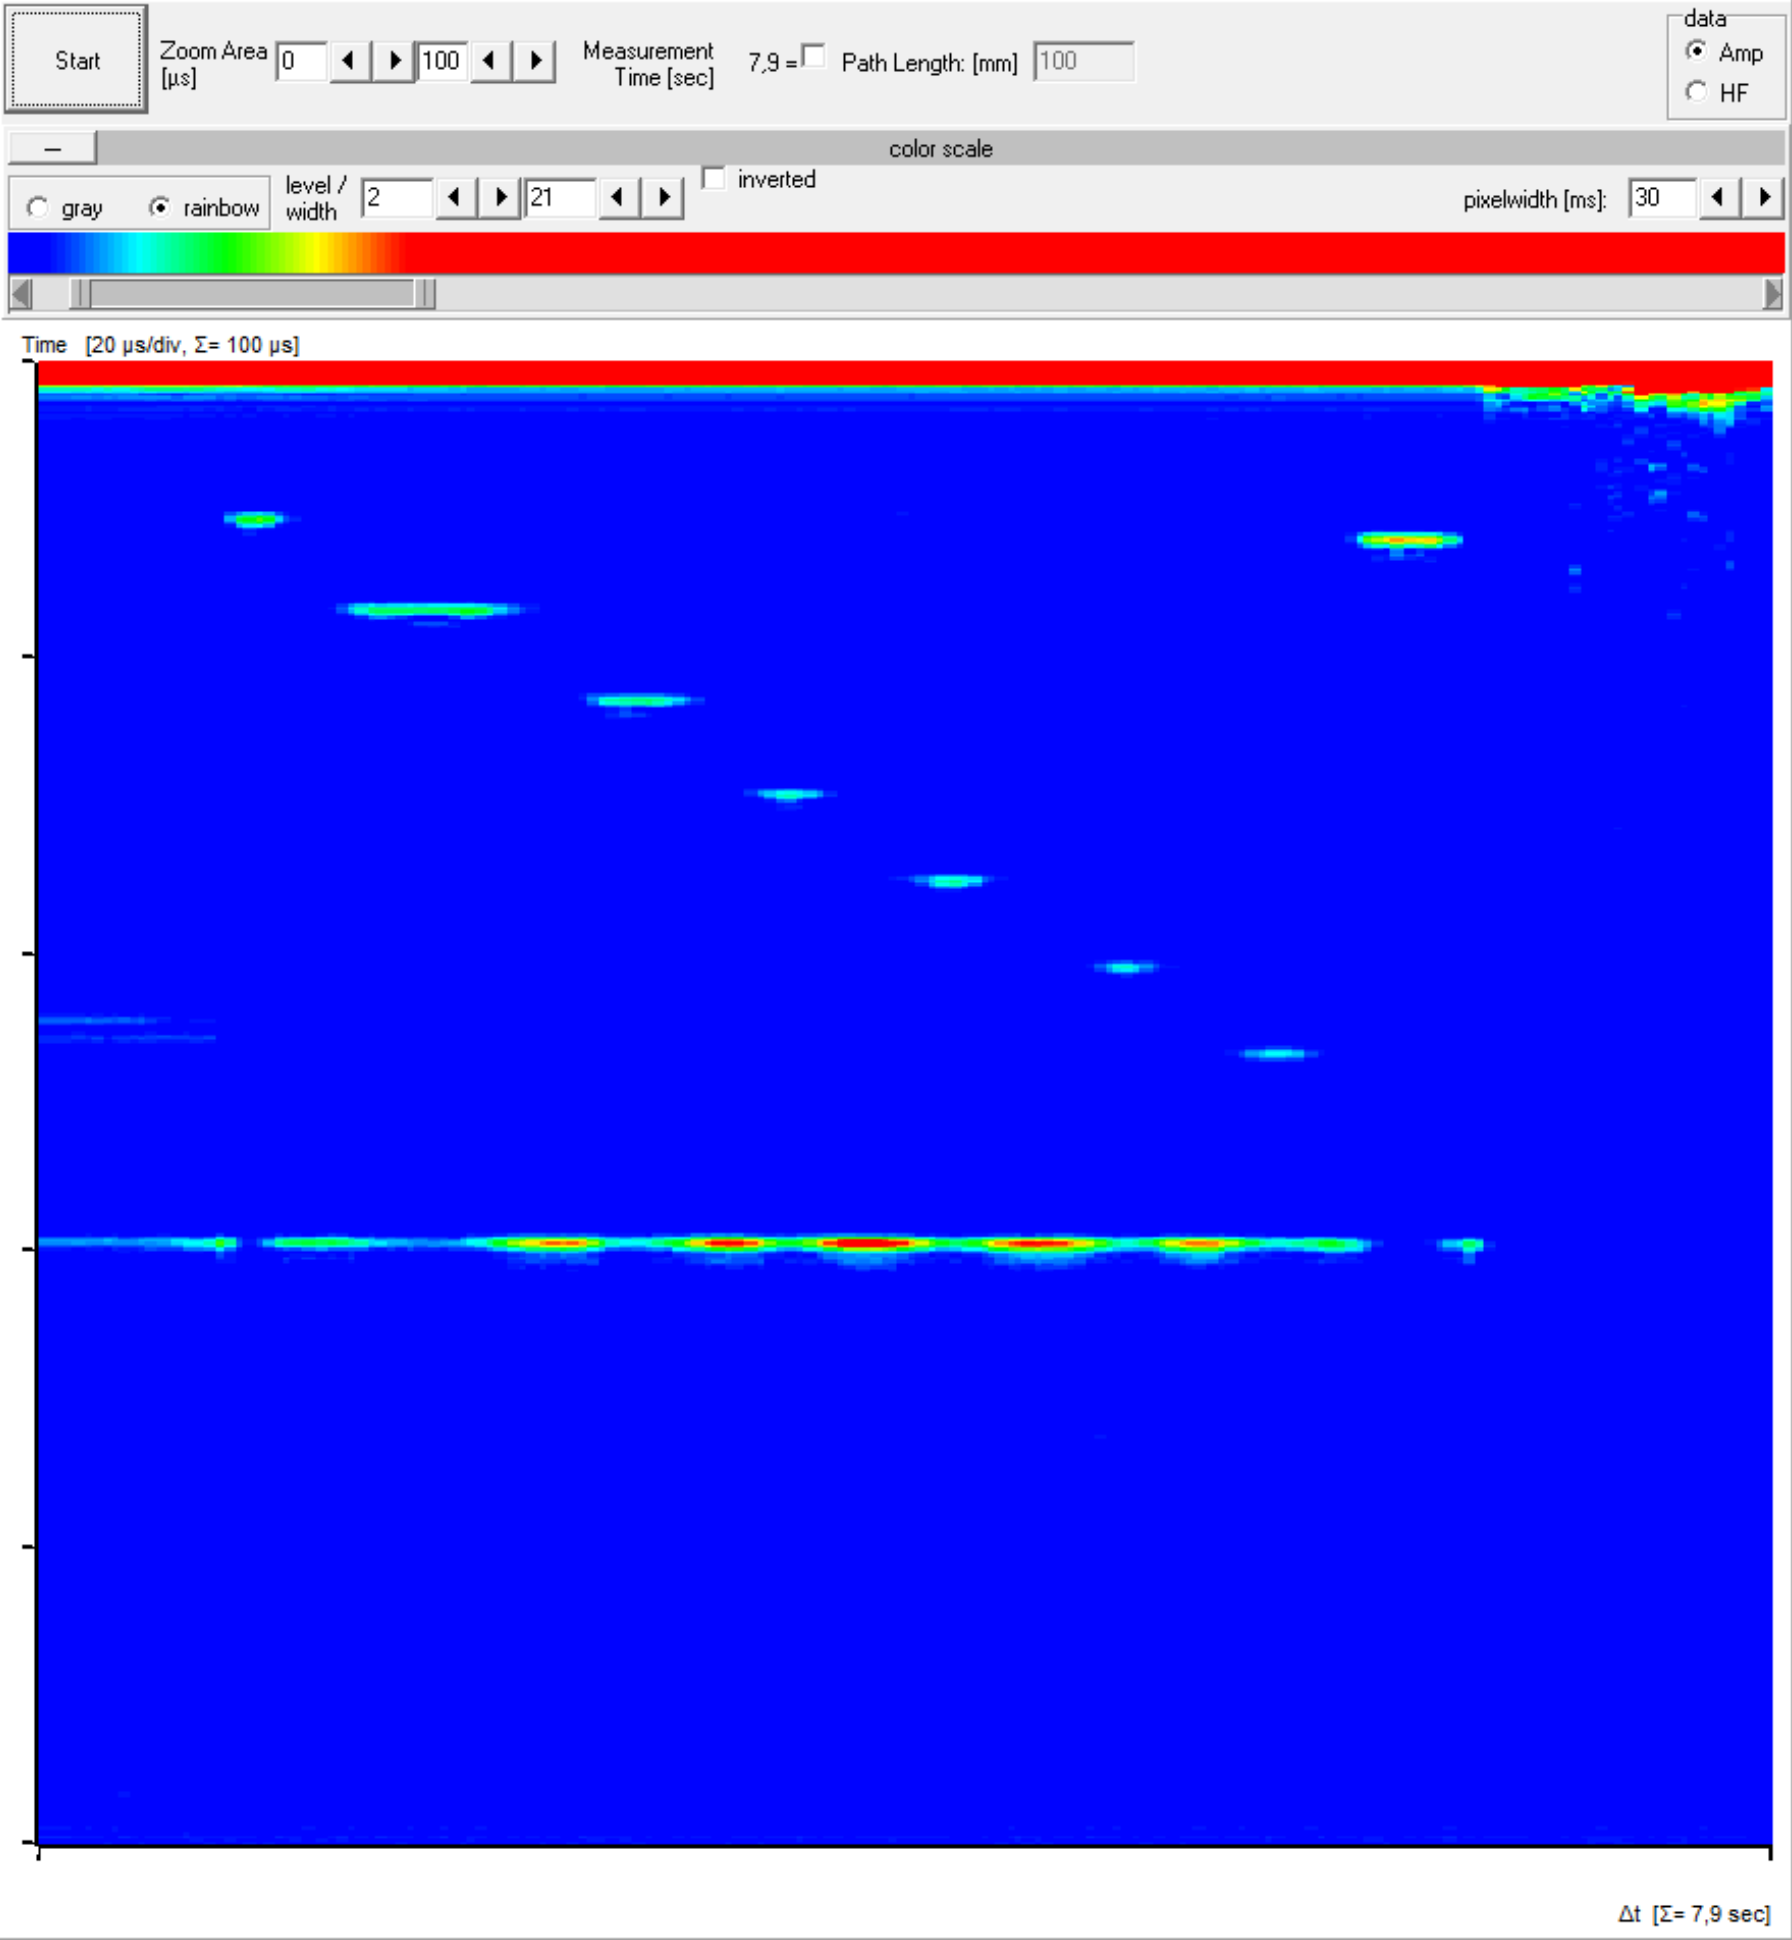 Start
Zoom Area [µs]
0
100
Measurement Time [sec]
7,9 =
Path Length: [mm]
100
data
Amp
HF
–
color scale
gray
rainbow
level / width
2
21
inverted
pixelwidth [ms]:
30
Time [20 µs/div, Σ= 100 µs]
Δt [Σ= 7,9 sec]